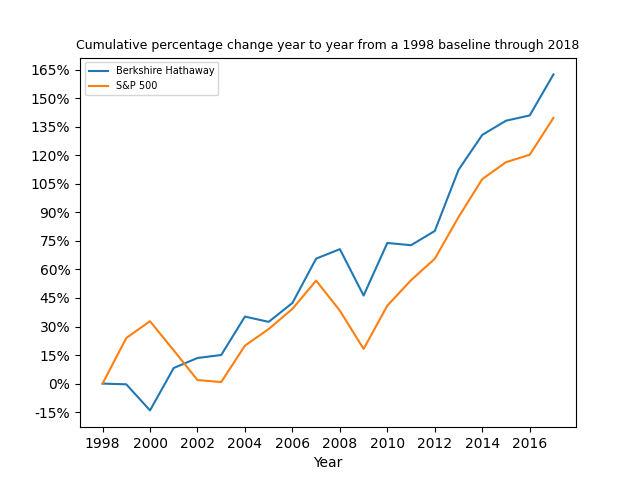 Cumulative percentage change year to year from a 1998 baseline through 2018
Berkshire Hathaway
S&P 500
165%
150%
135%
120%
105%
90%
75%
60%
45%
30%
15%
0%
-15%
1998 2000 2002 2004 2006 2008 2010 2012 2014 2016
Year